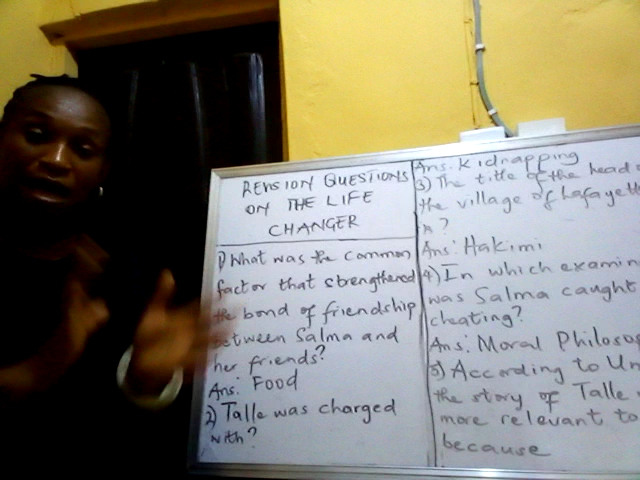 REVSION QUESTIONS
ON THE LIFE
CHANGER
1) What was the common
factor that strengthened
the bond of friendship
between Salma and
her friends?
Ans: Food
2) Talle was charged
with?
Ans: Kidnapping
3) The title of the head
the village of Lafayette
is?
Ans: Hakimi
4) In which examin
was Salma caught
cheating?
Ans: Moral Philosop
5) According to Um
the story of Talle
more relevant to
because